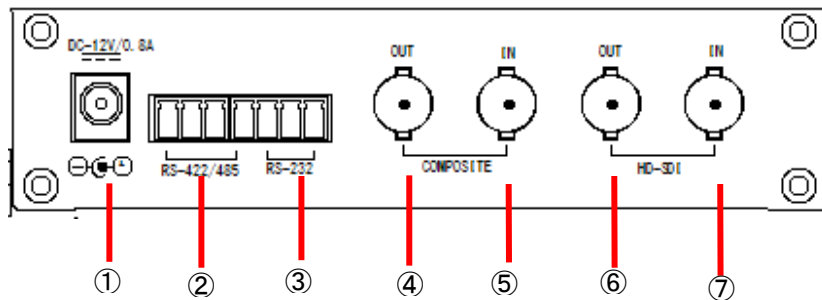 DC-12V/0.8A
OUT IN OUT IN
RS-422/485 RS-232 COMPOSITE HD-SDI
① ② ③ ④ ⑤ ⑥ ⑦